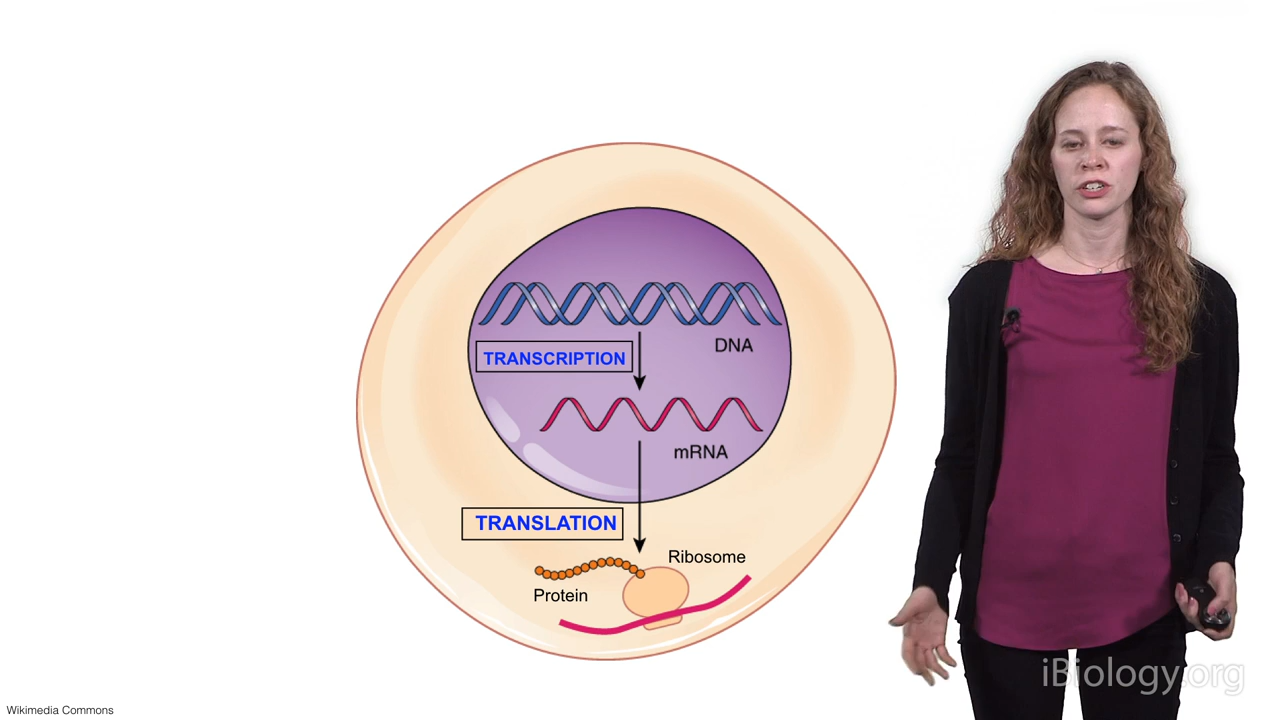 DNA
TRANSCRIPTION
mRNA
TRANSLATION
Ribosome
Protein
iBiology.org
Wikimedia Commons